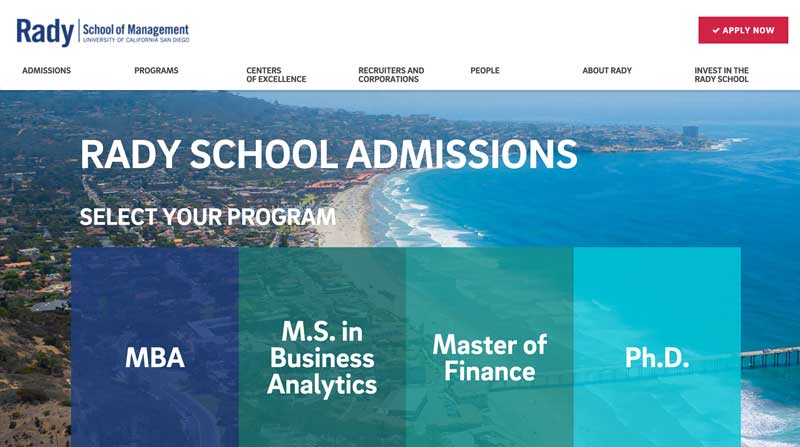 Rady School of Management
UNIVERSITY OF CALIFORNIA SAN DIEGO
✓ APPLY NOW
ADMISSIONS
PROGRAMS
CENTERS
OF EXCELLENCE
RECRUITERS AND
CORPORATIONS
PEOPLE
ABOUT RADY
INVEST IN THE
RADY SCHOOL
RADY SCHOOL ADMISSIONS
SELECT YOUR PROGRAM
MBA
M.S. in
Business
Analytics
Master of
Finance
Ph.D.